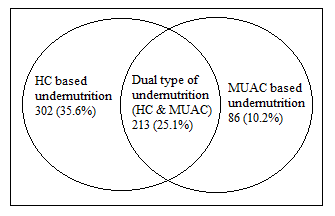 HC based
undernutrition
302 (35.6%)
Dual type of
undernutrition
(HC & MUAC)
213 (25.1%)
MUAC based
undernutrition
86 (10.2%)